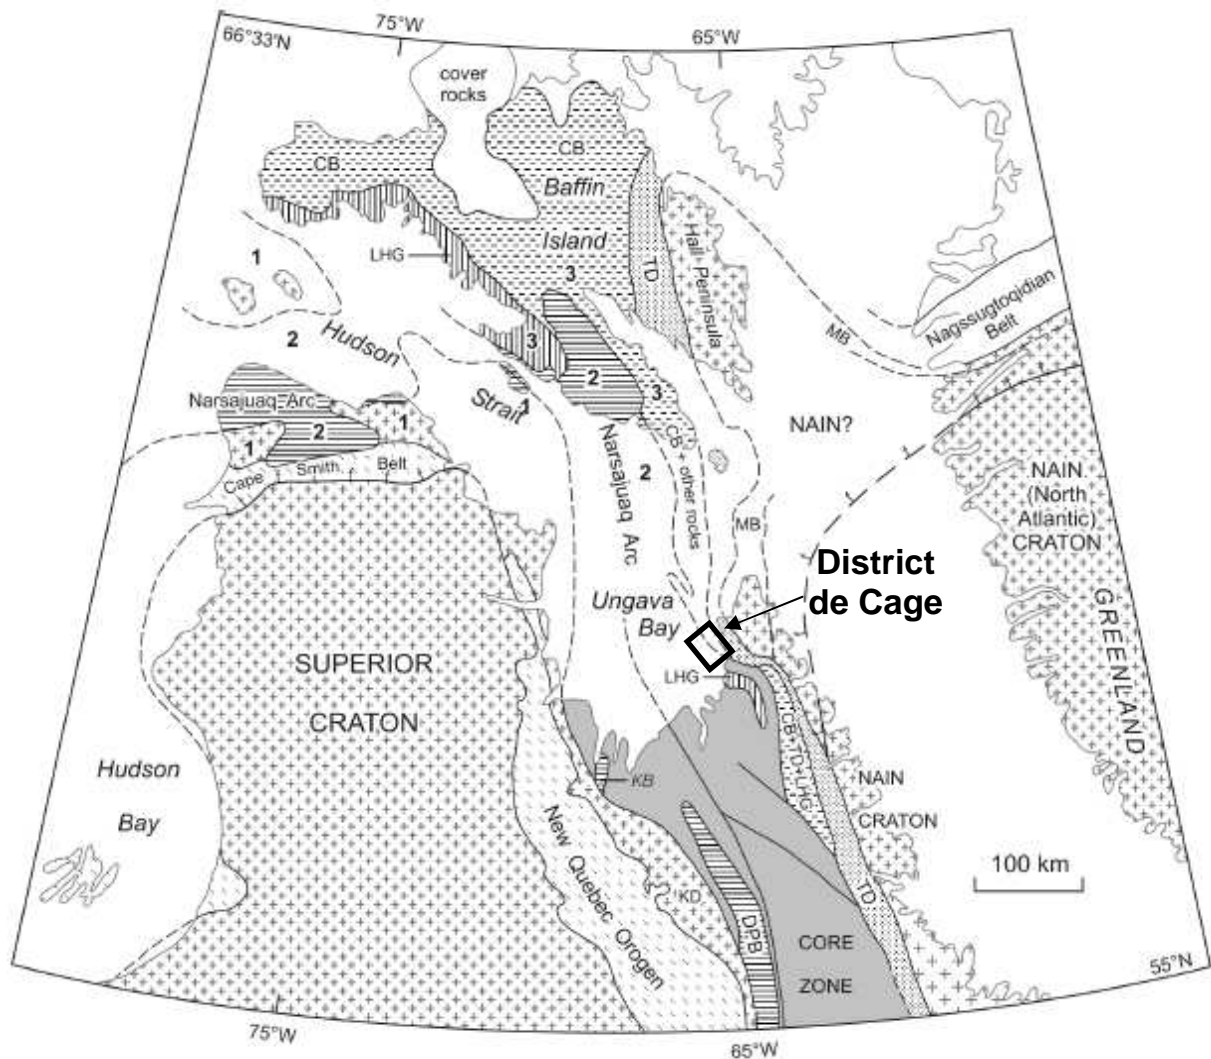 75°W
65°W
66°33'N
cover
rocks
CB
CB
Baffin
Island
Hall Peninsula
TD
LHG
1
3
MB
Nagssugtoqidian
Belt
2
Hudson
3
2
3
1
Strait
Narsajuaq Arc
2
1
1
Cape Smith Belt
NAIN?
CB + other rocks
Narsajuaq Arc
2
NAIN
(North
Atlantic)
CRATON
MB
District
de Cage
Ungava
Bay
GREENLAND
SUPERIOR
CRATON
LHG
CB+TD+LHG
Hudson
Bay
KB
NAIN
CRATON
New Quebec Orogen
100 km
KD
TD
DPB
CORE
ZONE
55°N
75°W
65°W